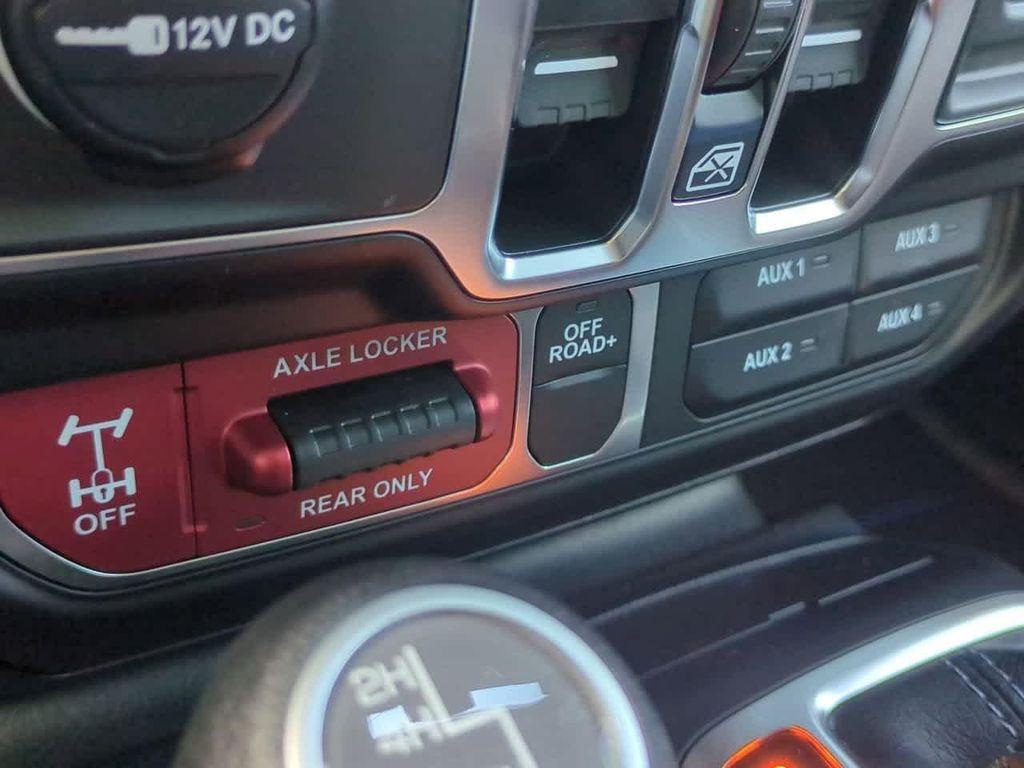 12V DC
AUX 1
AUX 3
AUX 2
AUX 4
AXLE LOCKER
REAR ONLY
OFF
OFF
ROAD+
2H
4H